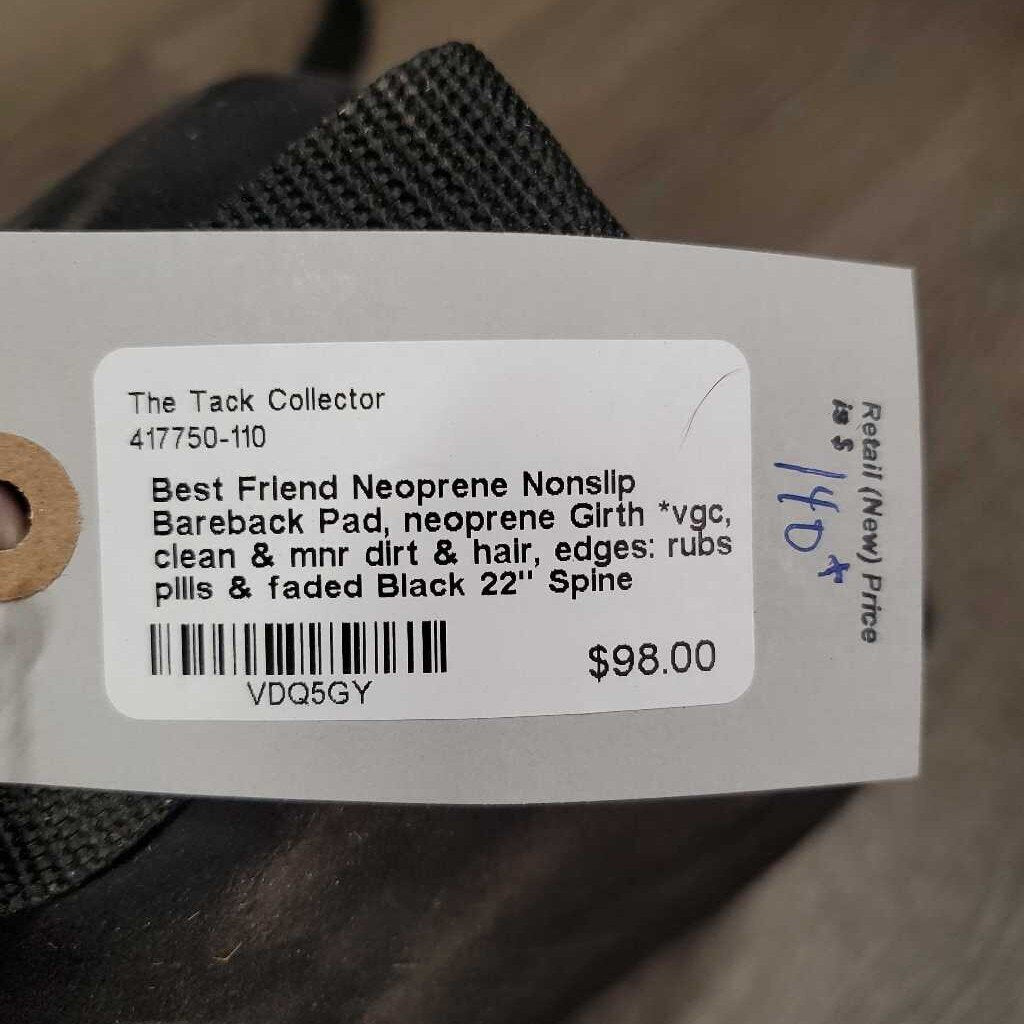 The Tack Collector
417750-110
Best Friend Neoprene Nonslip
Bareback Pad, neoprene Girth *vgc,
clean & mnr dirt & hair, edges: rubs
pills & faded Black 22" Spine
VDQ5GY
$98.00
Retail (New) Price
is $ 140*